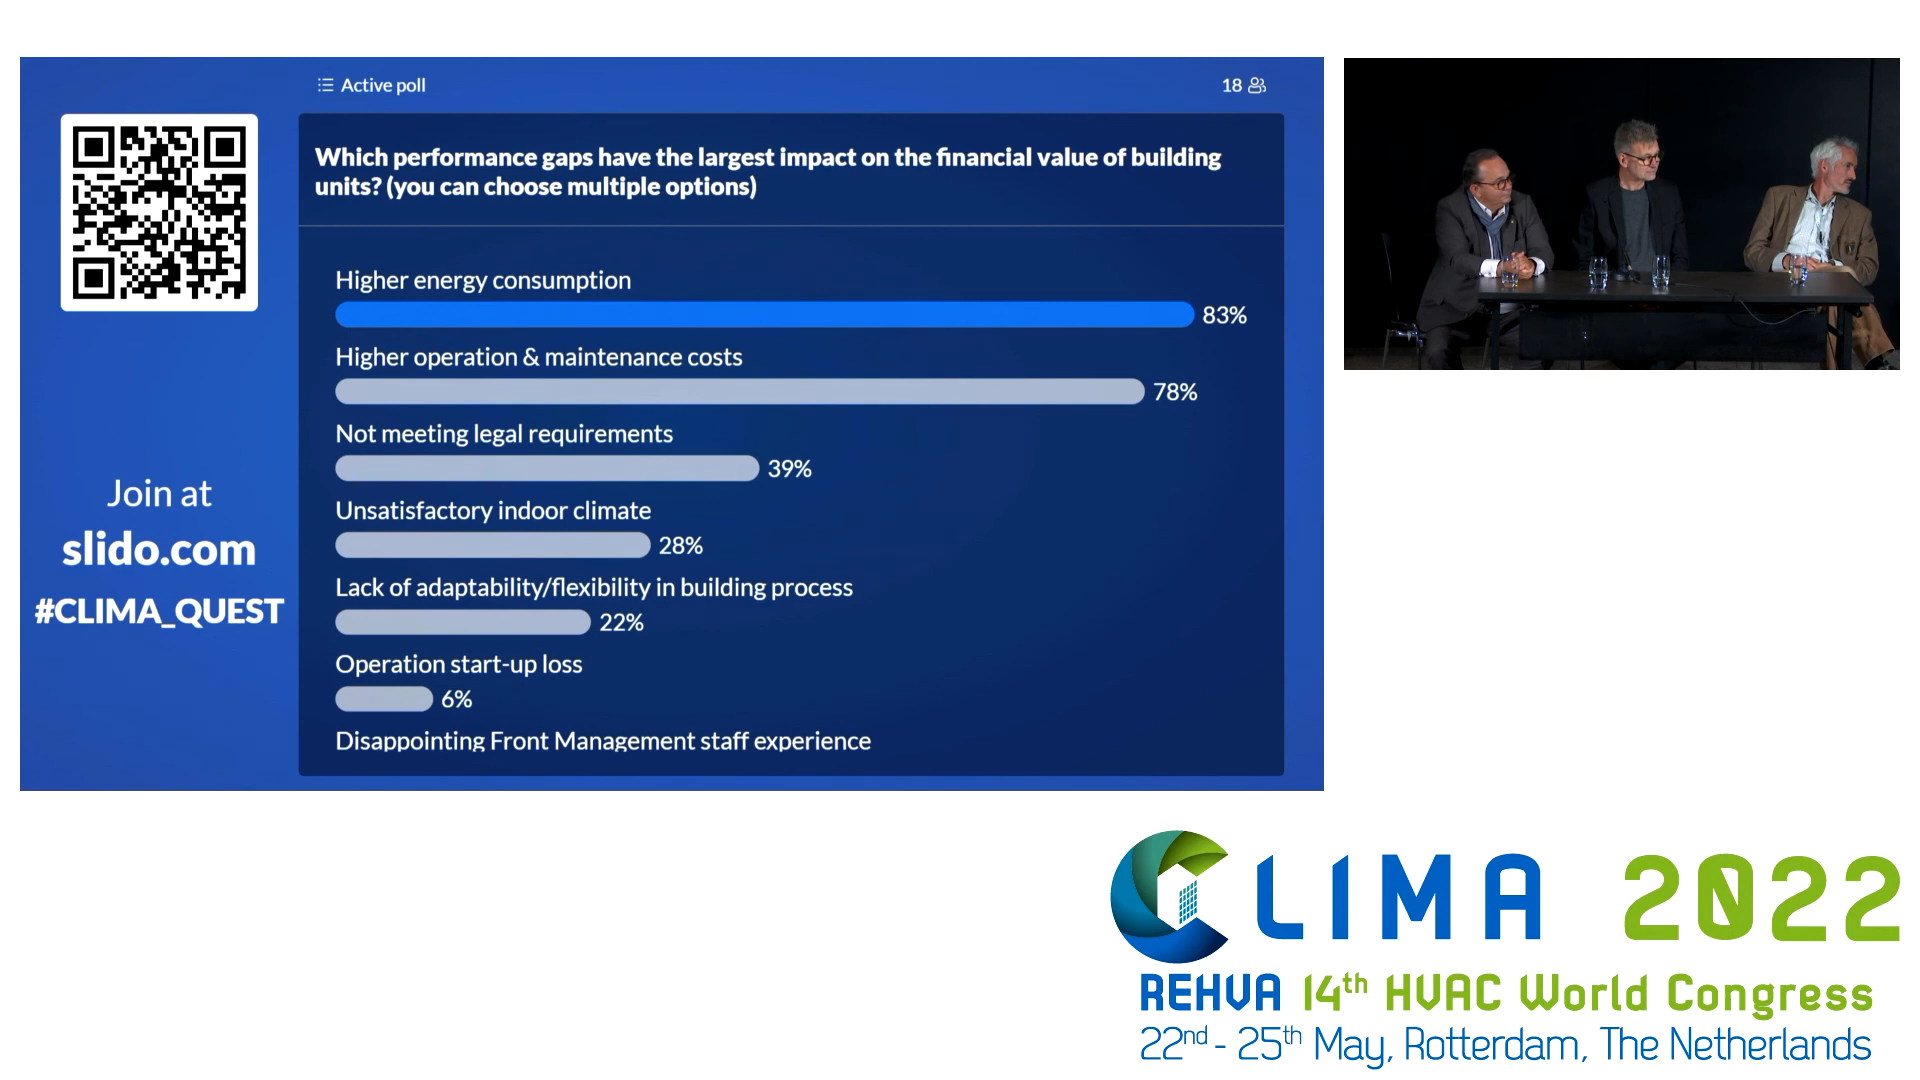 Active poll
18
Which performance gaps have the largest impact on the financial value of building
units? (you can choose multiple options)
Higher energy consumption
83%
Higher operation & maintenance costs
78%
Not meeting legal requirements
39%
Unsatisfactory indoor climate
28%
Lack of adaptability/flexibility in building process
22%
Operation start-up loss
6%
Disappointing Front Management staff experience
Join at
slido.com
#CLIMA_QUEST
CLIMA 2022
REHVA 14th HVAC World Congress
22nd - 25th May, Rotterdam, The Netherlands